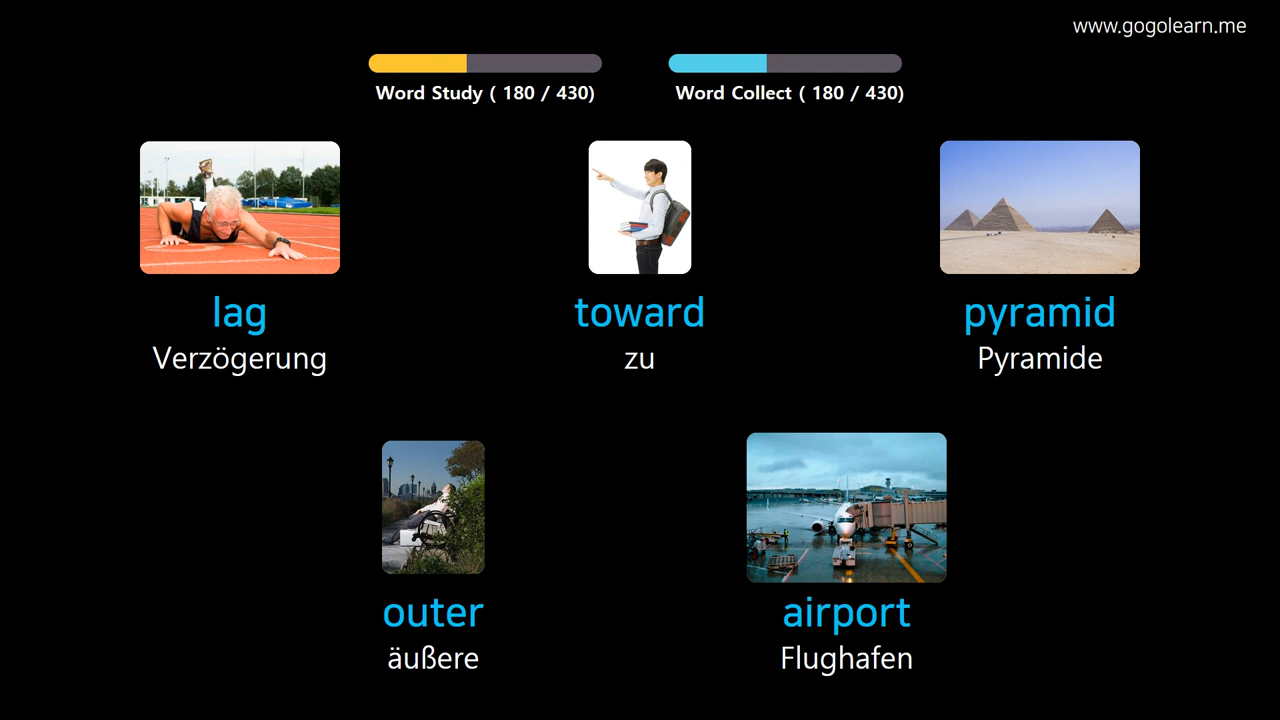 www.gogolearn.me
Word Study ( 180 / 430)
Word Collect ( 180 / 430)
lag
Verzögerung
toward
zu
pyramid
Pyramide
outer
äußere
airport
Flughafen